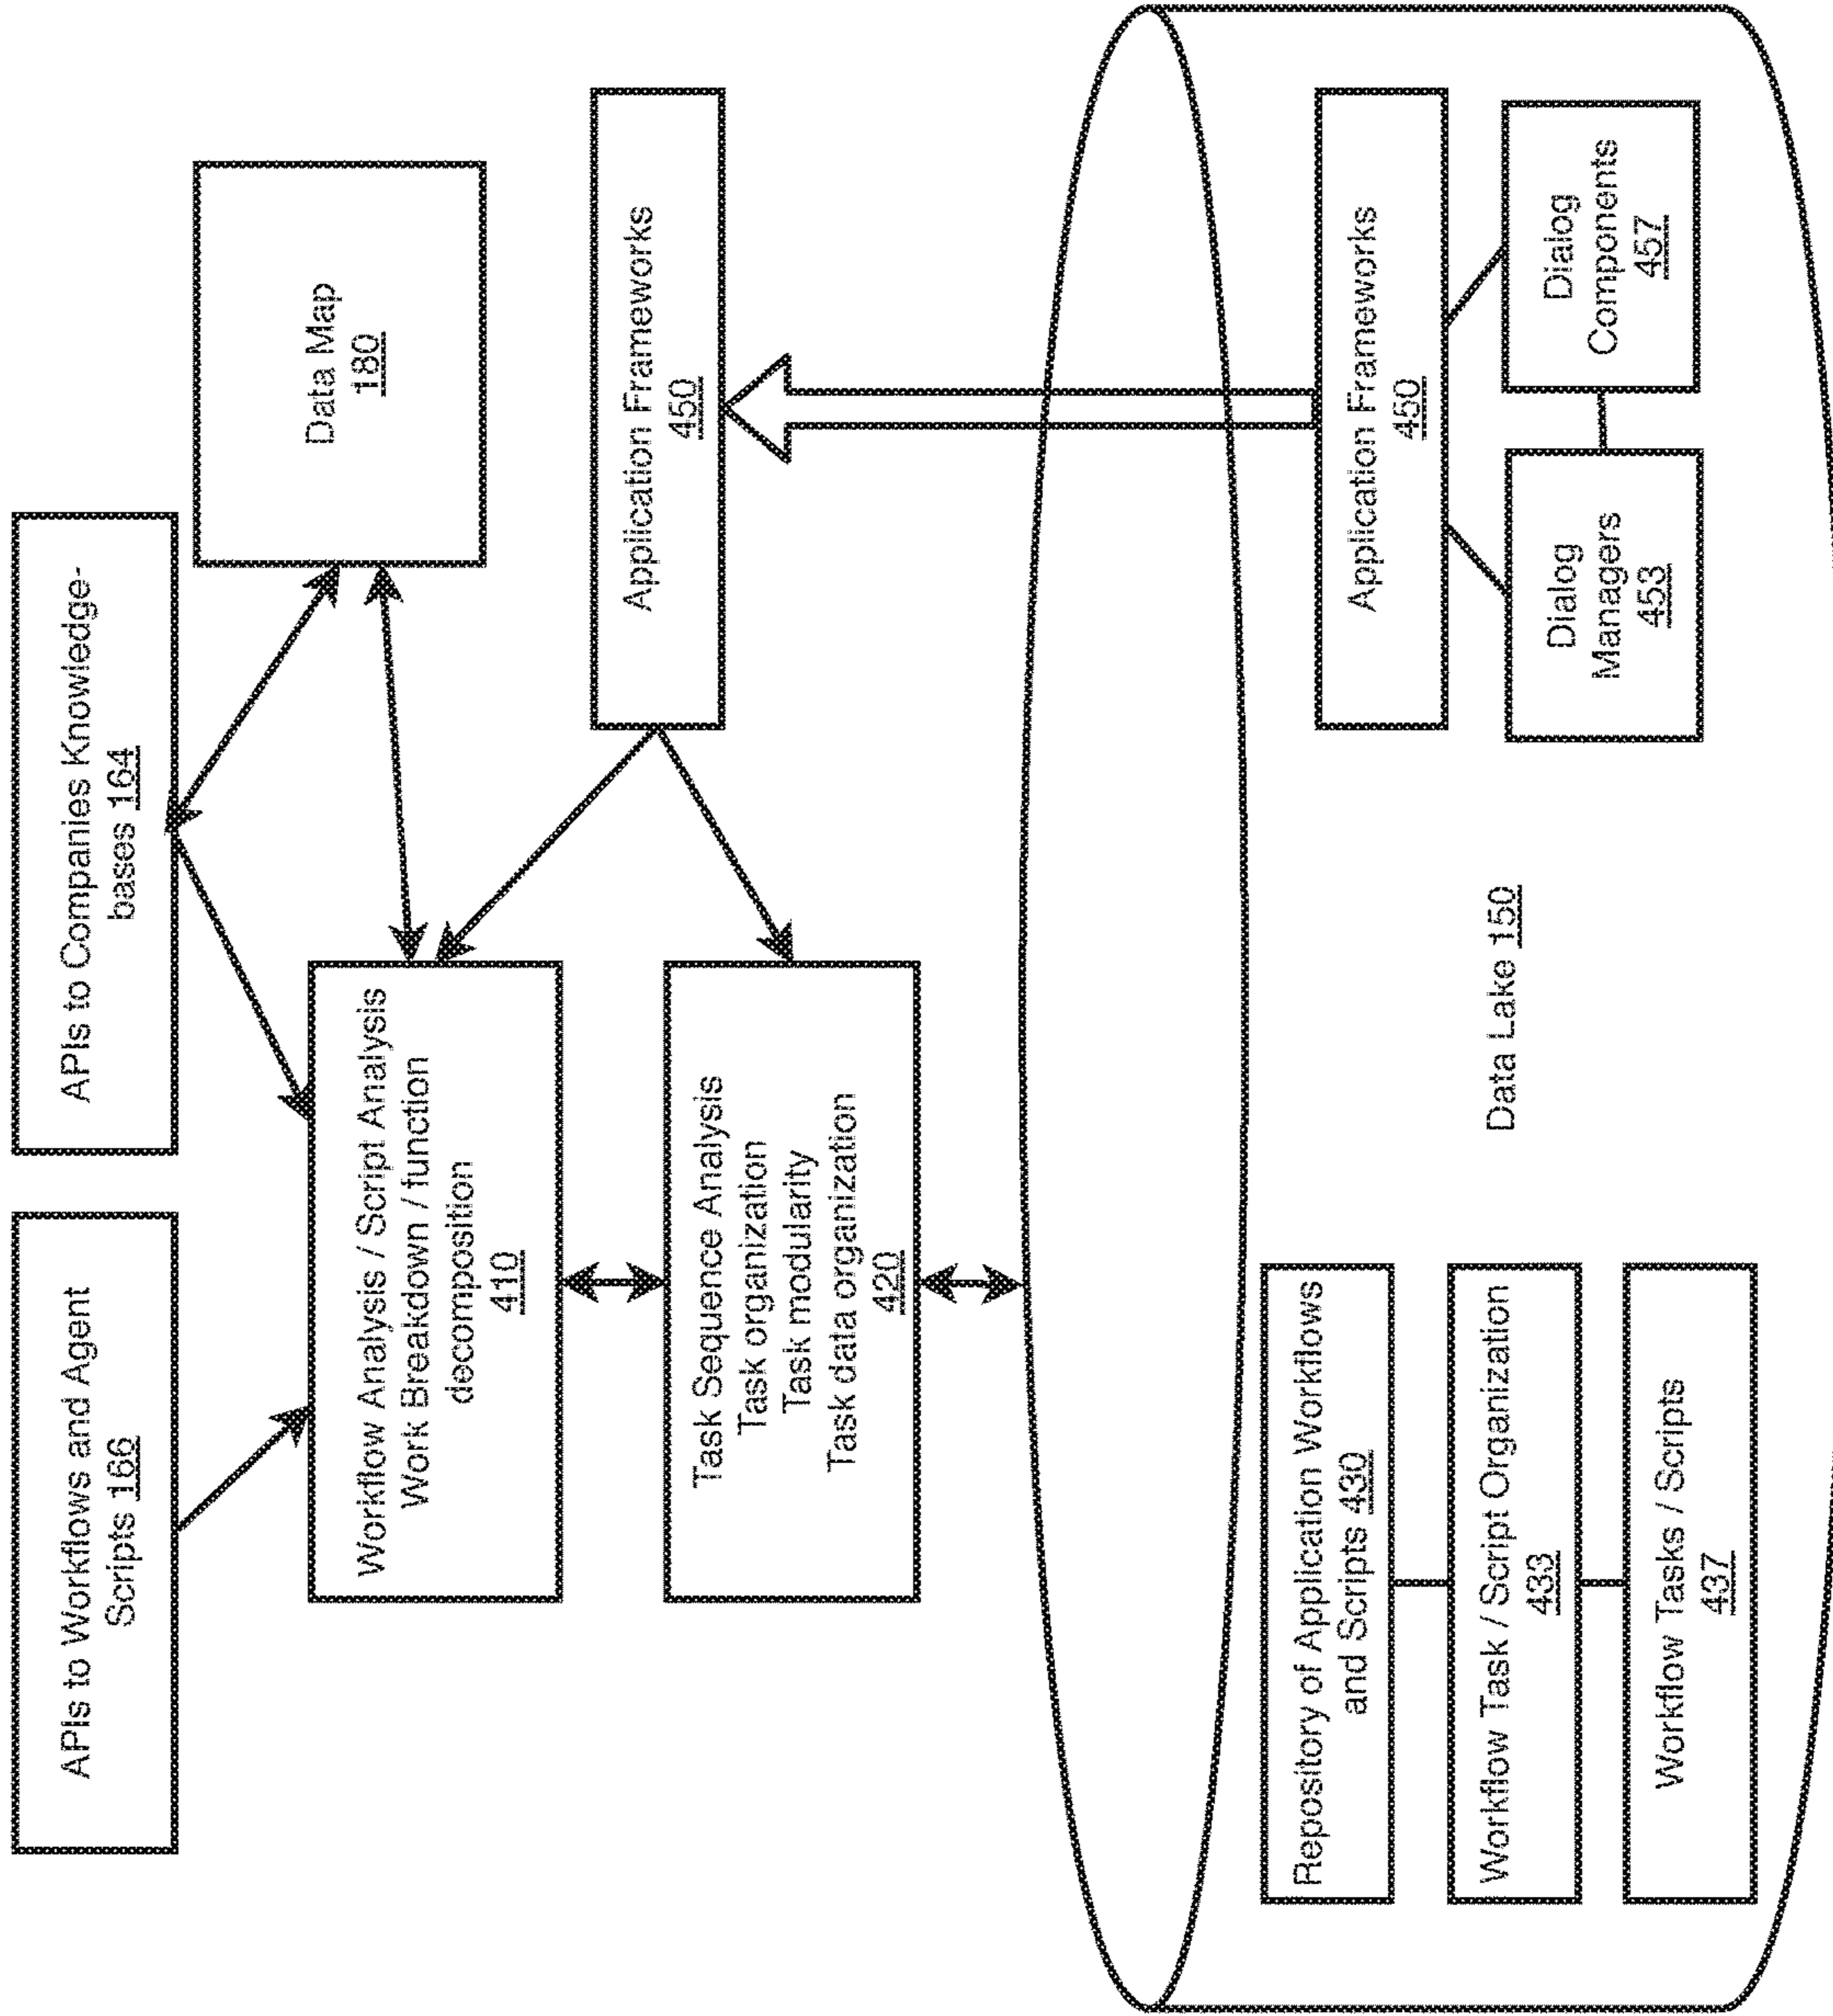 APIs to Workflows and Agent
Scripts 166
APIs to Companies Knowledge-
bases 164
Workflow Analysis / Script Analysis
Work Breakdown / function
decomposition
410
Data Map
180
Task Sequence Analysis
Task organization
Task modularity
Task data organization
420
Application Frameworks
450
Repository of Application Workflows
and Scripts 430
Workflow Task / Script Organization
433
Workflow Tasks / Scripts
437
Data Lake 150
Application Frameworks
450
Dialog
Managers
453
Dialog
Components
457